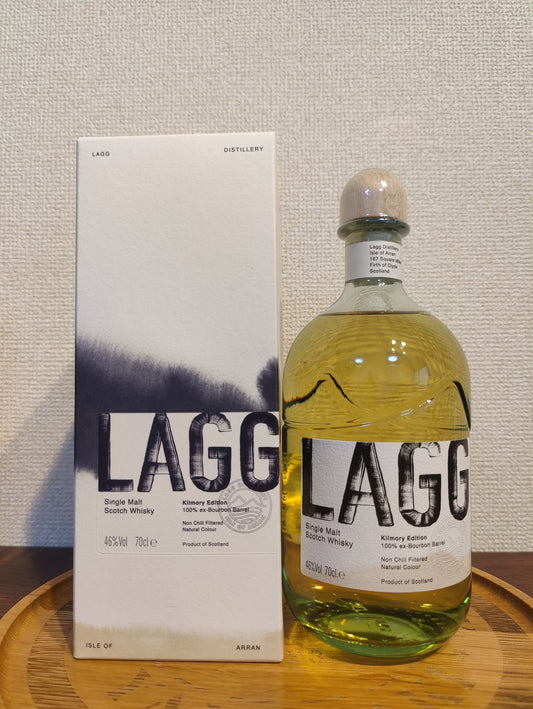 LAGG DISTILLERY
LAGG
Single Malt
Scotch Whisky
46%Vol 70cl.e
Kilmory Edition
100% ex-Bourbon Barrel
Non Chill Filtered
Natural Colour
Product of Scotland
ISLE OF ARRAN
Lagg Distillery
Isle of Arran
167 Square
Firth of Clyde
Scotland
LAGG
Single Malt
Scotch Whisky
46%Vol 70cl.e
Kilmory Edition
100% ex-Bourbon Barrel
Non Chill Filtered
Natural Colour
Product of Scotland